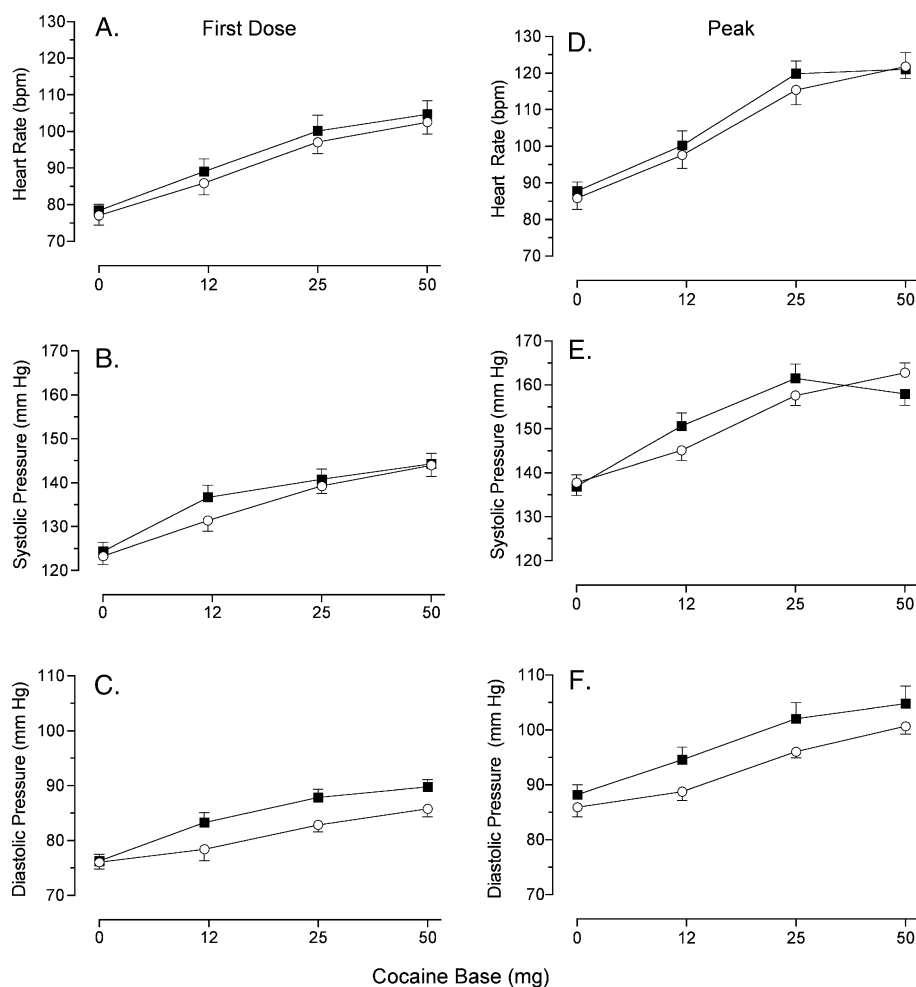 A.
First Dose
Heart Rate (bpm)
130
120
110
100
90
80
70
0 12 25 50
D.
Peak
Heart Rate (bpm)
130
120
110
100
90
80
70
0 12 25 50
B.
Systolic Pressure (mm Hg)
170
160
150
140
130
120
0 12 25 50
E.
Systolic Pressure (mm Hg)
170
160
150
140
130
120
0 12 25 50
C.
Diastolic Pressure (mm Hg)
110
100
90
80
70
0 12 25 50
F.
Diastolic Pressure (mm Hg)
110
100
90
80
70
0 12 25 50
Cocaine Base (mg)